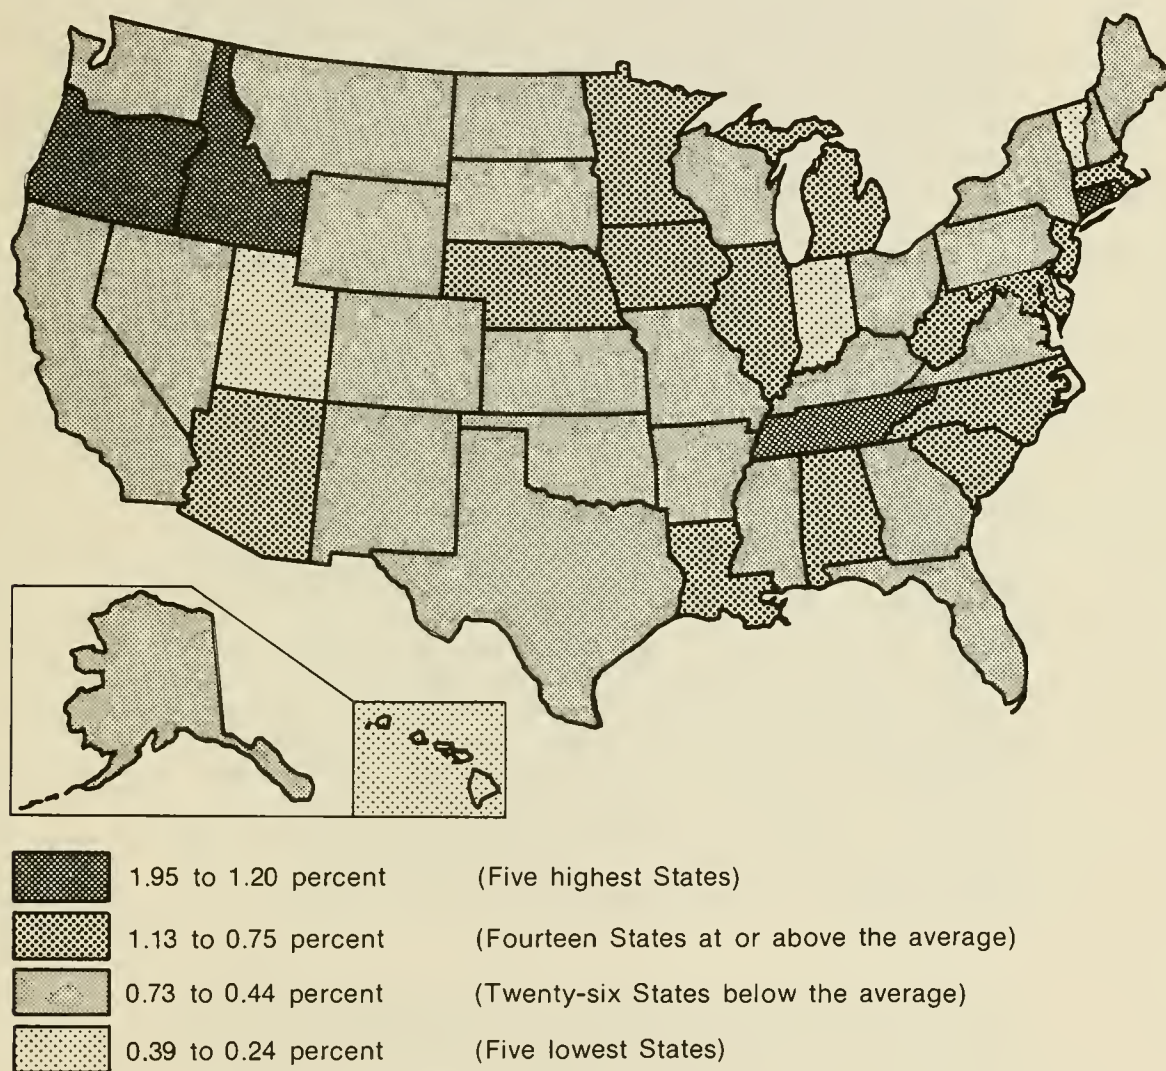 1.95 to 1.20 percent (Five highest States)
1.13 to 0.75 percent (Fourteen States at or above the average)
0.73 to 0.44 percent (Twenty-six States below the average)
0.39 to 0.24 percent (Five lowest States)